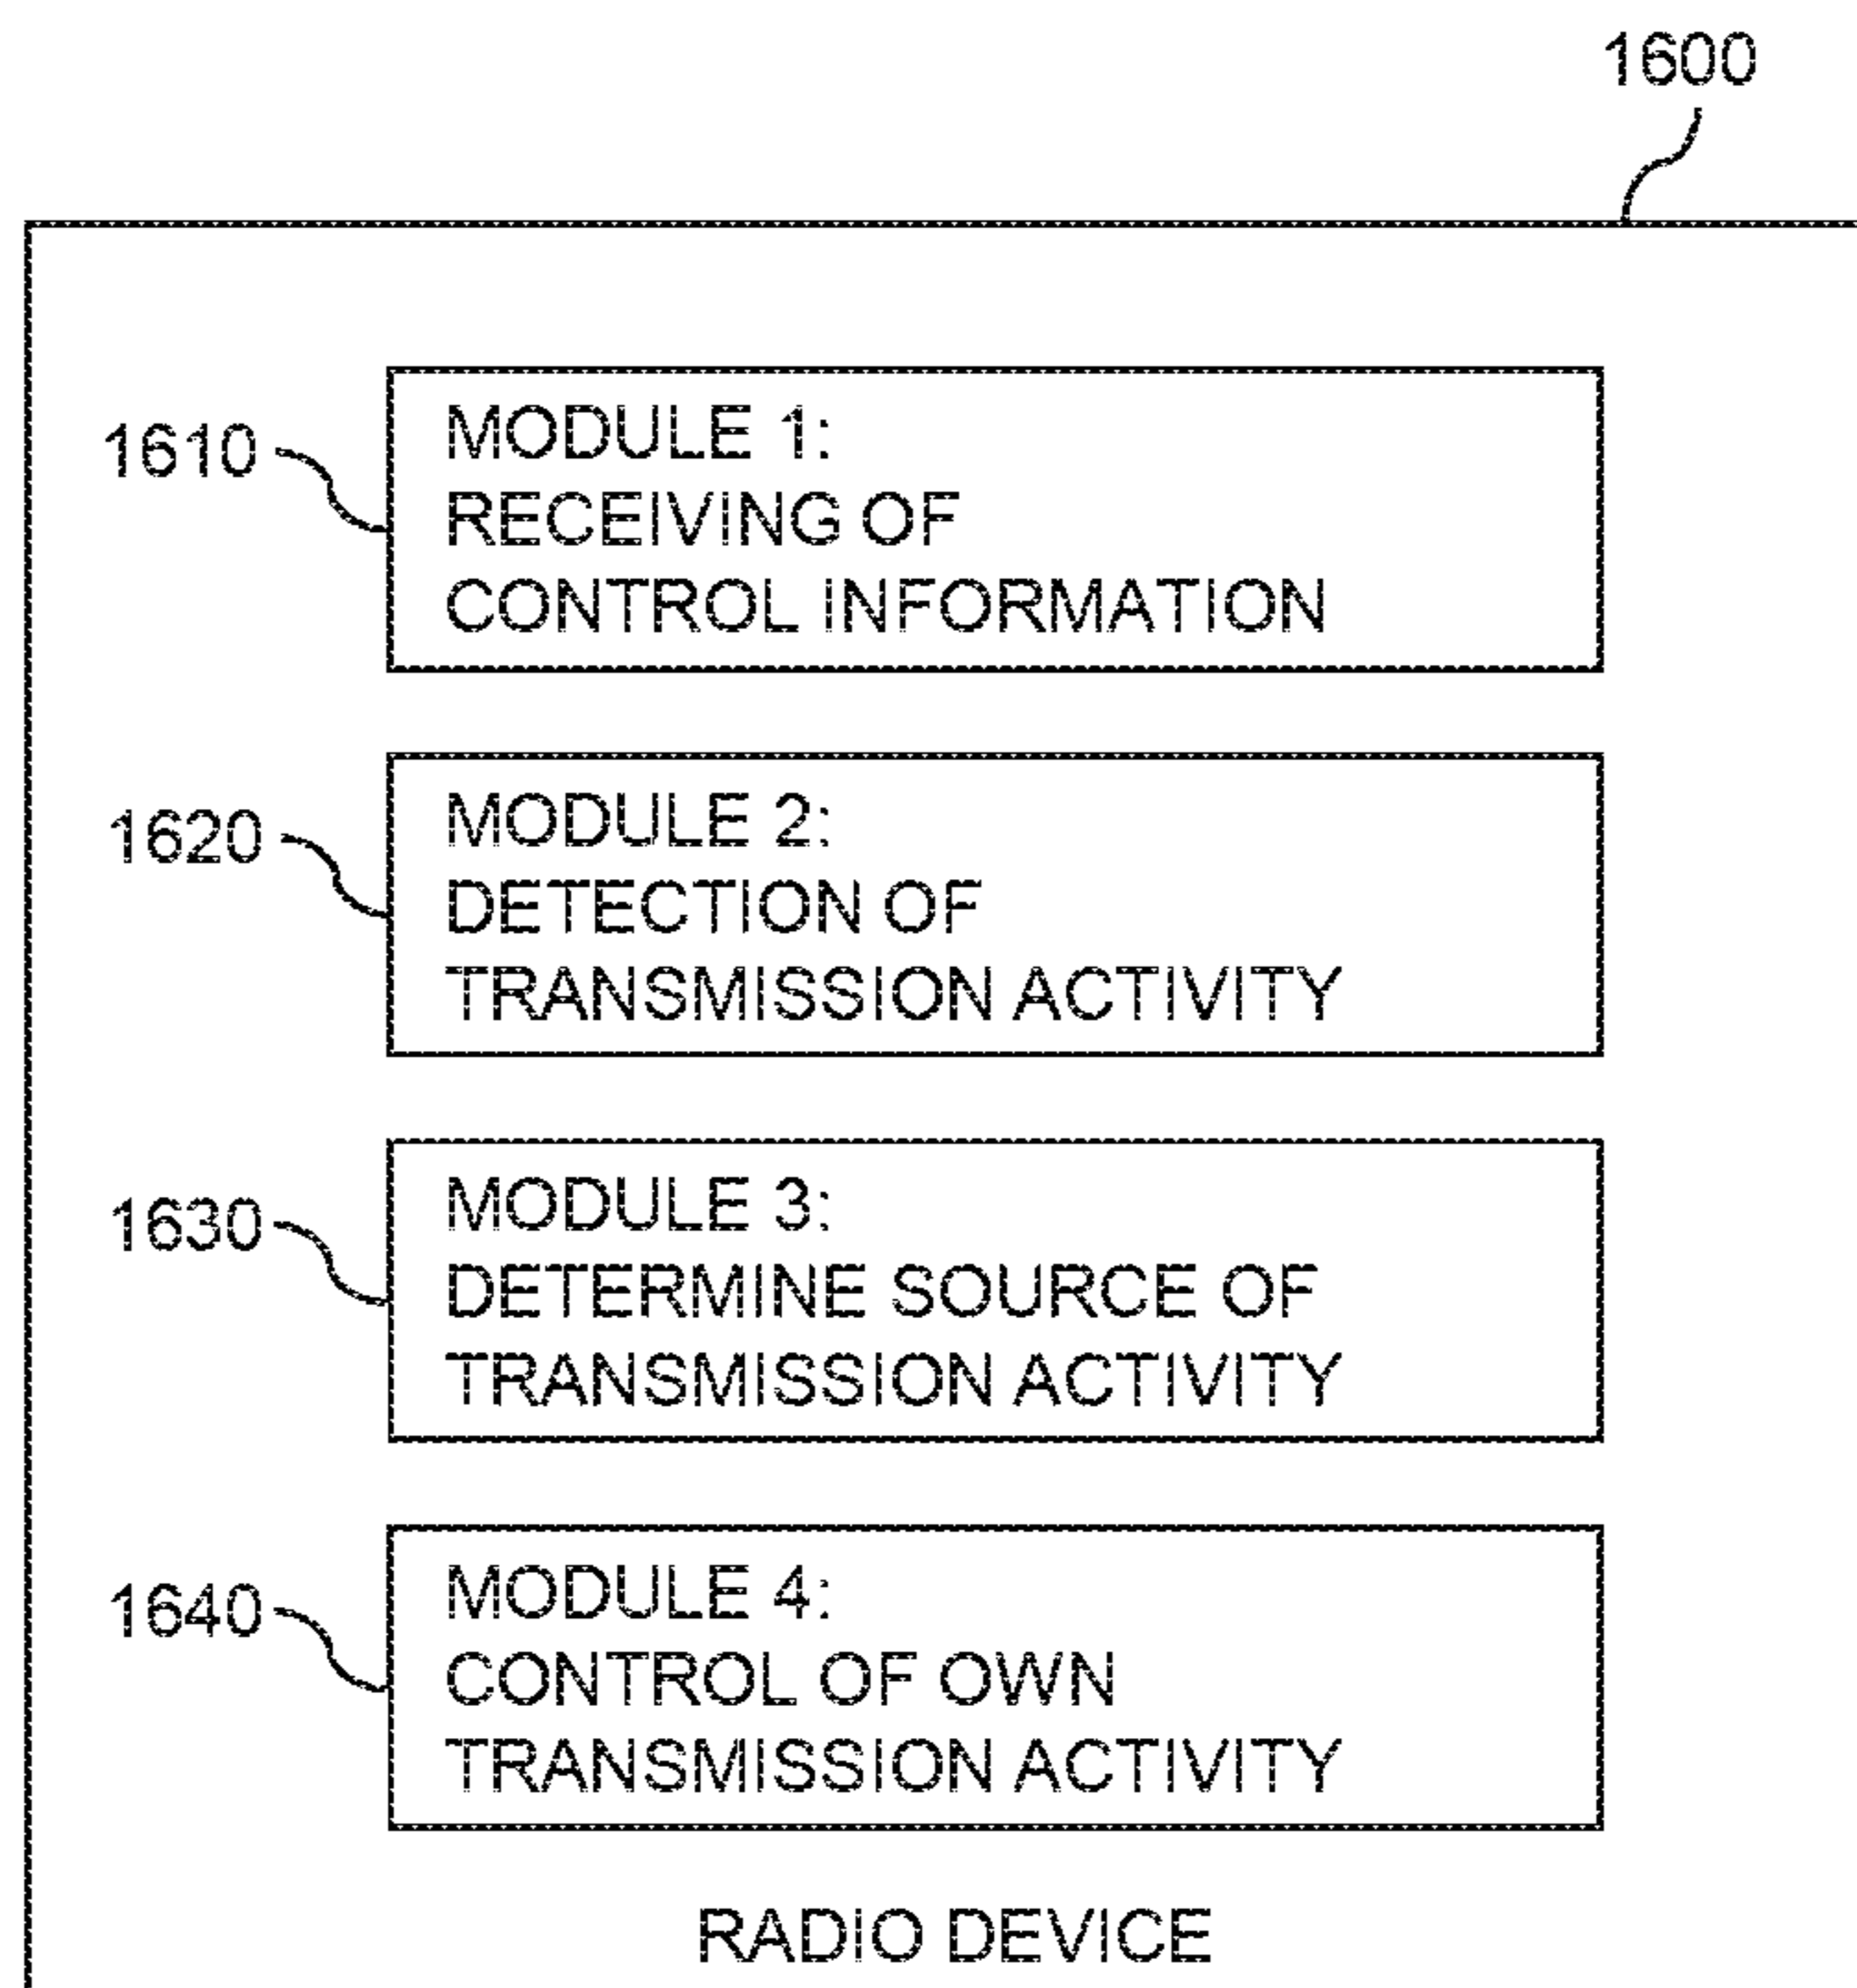 1600
1610
MODULE 1:
RECEIVING OF
CONTROL INFORMATION
1620
MODULE 2:
DETECTION OF
TRANSMISSION ACTIVITY
1630
MODULE 3:
DETERMINE SOURCE OF
TRANSMISSION ACTIVITY
1640
MODULE 4:
CONTROL OF OWN
TRANSMISSION ACTIVITY
RADIO DEVICE